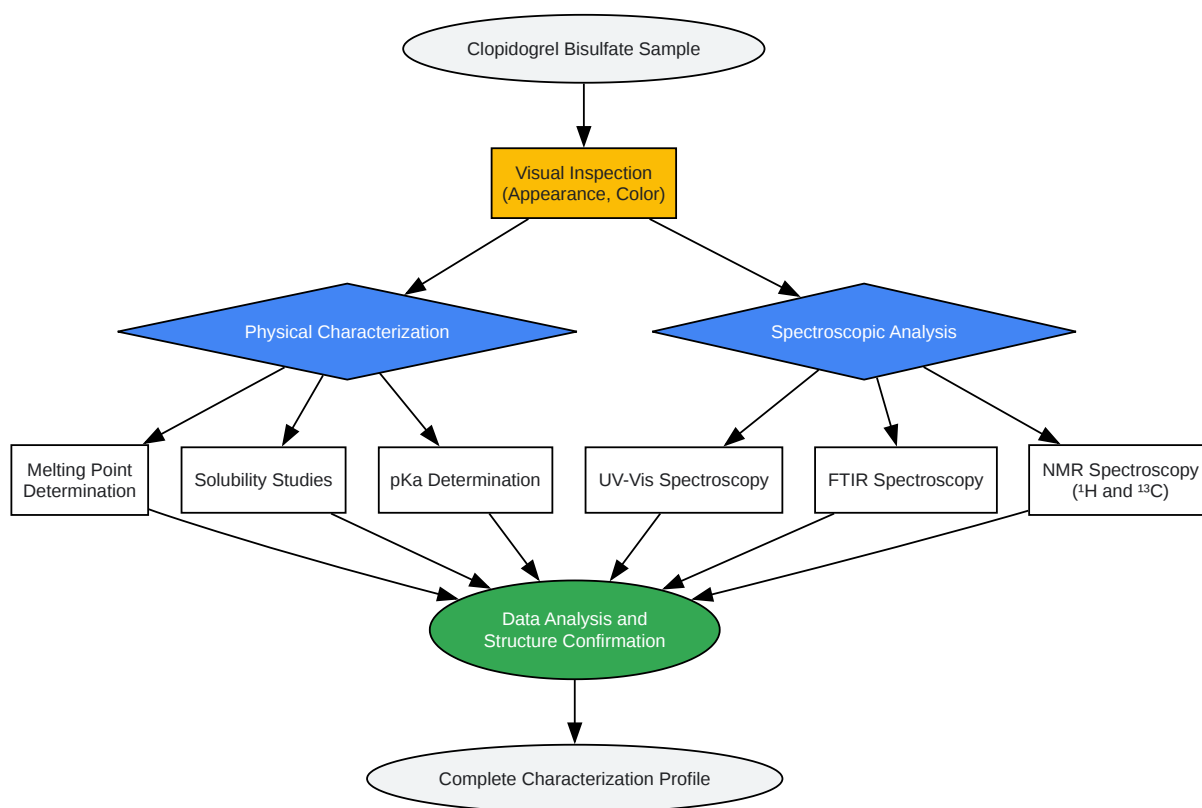 Clopidogrel Bisulfate Sample
Visual Inspection
(Appearance, Color)
Physical Characterization
Spectroscopic Analysis
Melting Point
Determination
Solubility Studies
pKa Determination
UV-Vis Spectroscopy
FTIR Spectroscopy
NMR Spectroscopy
(¹H and ¹³C)
Data Analysis and
Structure Confirmation
Complete Characterization Profile